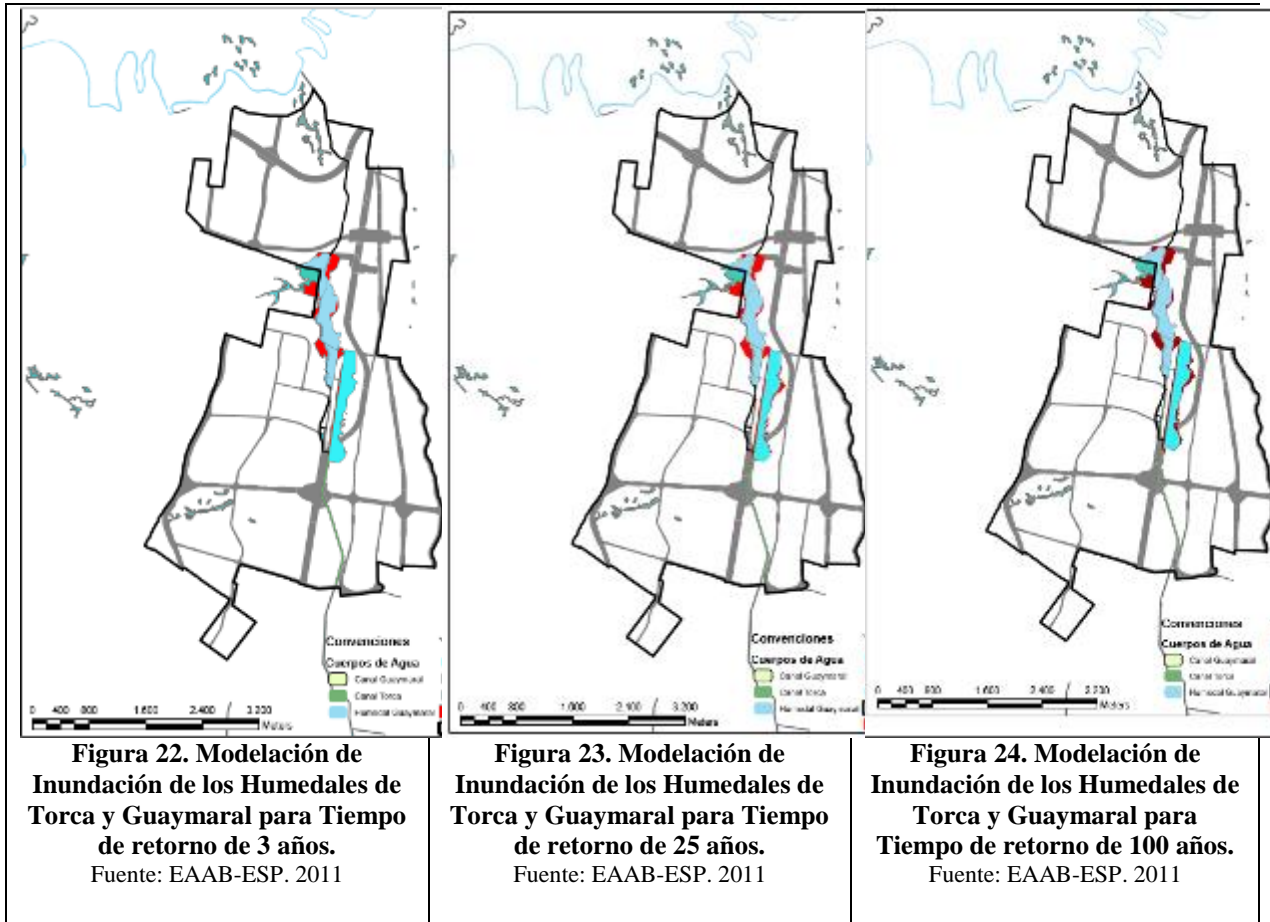 Convenciones
Cuerpos de Agua
Canal Guaymaral
Canal Torca
Humedal Guaymaral
0 400 800 1.600 2.400 3.200
Meters
Convenciones
Cuerpos de Agua
Canal Guaymaral
Canal Torca
Humedal Guaymaral
0 400 800 1.600 2.400 3.200
Meters
Convenciones
Cuerpos de Agua
Canal Guaymaral
Canal Torca
Humedal Guaymaral
0 400 800 1.600 2.400 3.200
Meters
Figura 22. Modelación de
Inundación de los Humedales de
Torca y Guaymaral para Tiempo
de retorno de 3 años.
Fuente: EAAB-ESP. 2011
Figura 23. Modelación de
Inundación de los Humedales de
Torca y Guaymaral para Tiempo
de retorno de 25 años.
Fuente: EAAB-ESP. 2011
Figura 24. Modelación de
Inundación de los Humedales de
Torca y Guaymaral para
Tiempo de retorno de 100 años.
Fuente: EAAB-ESP. 2011